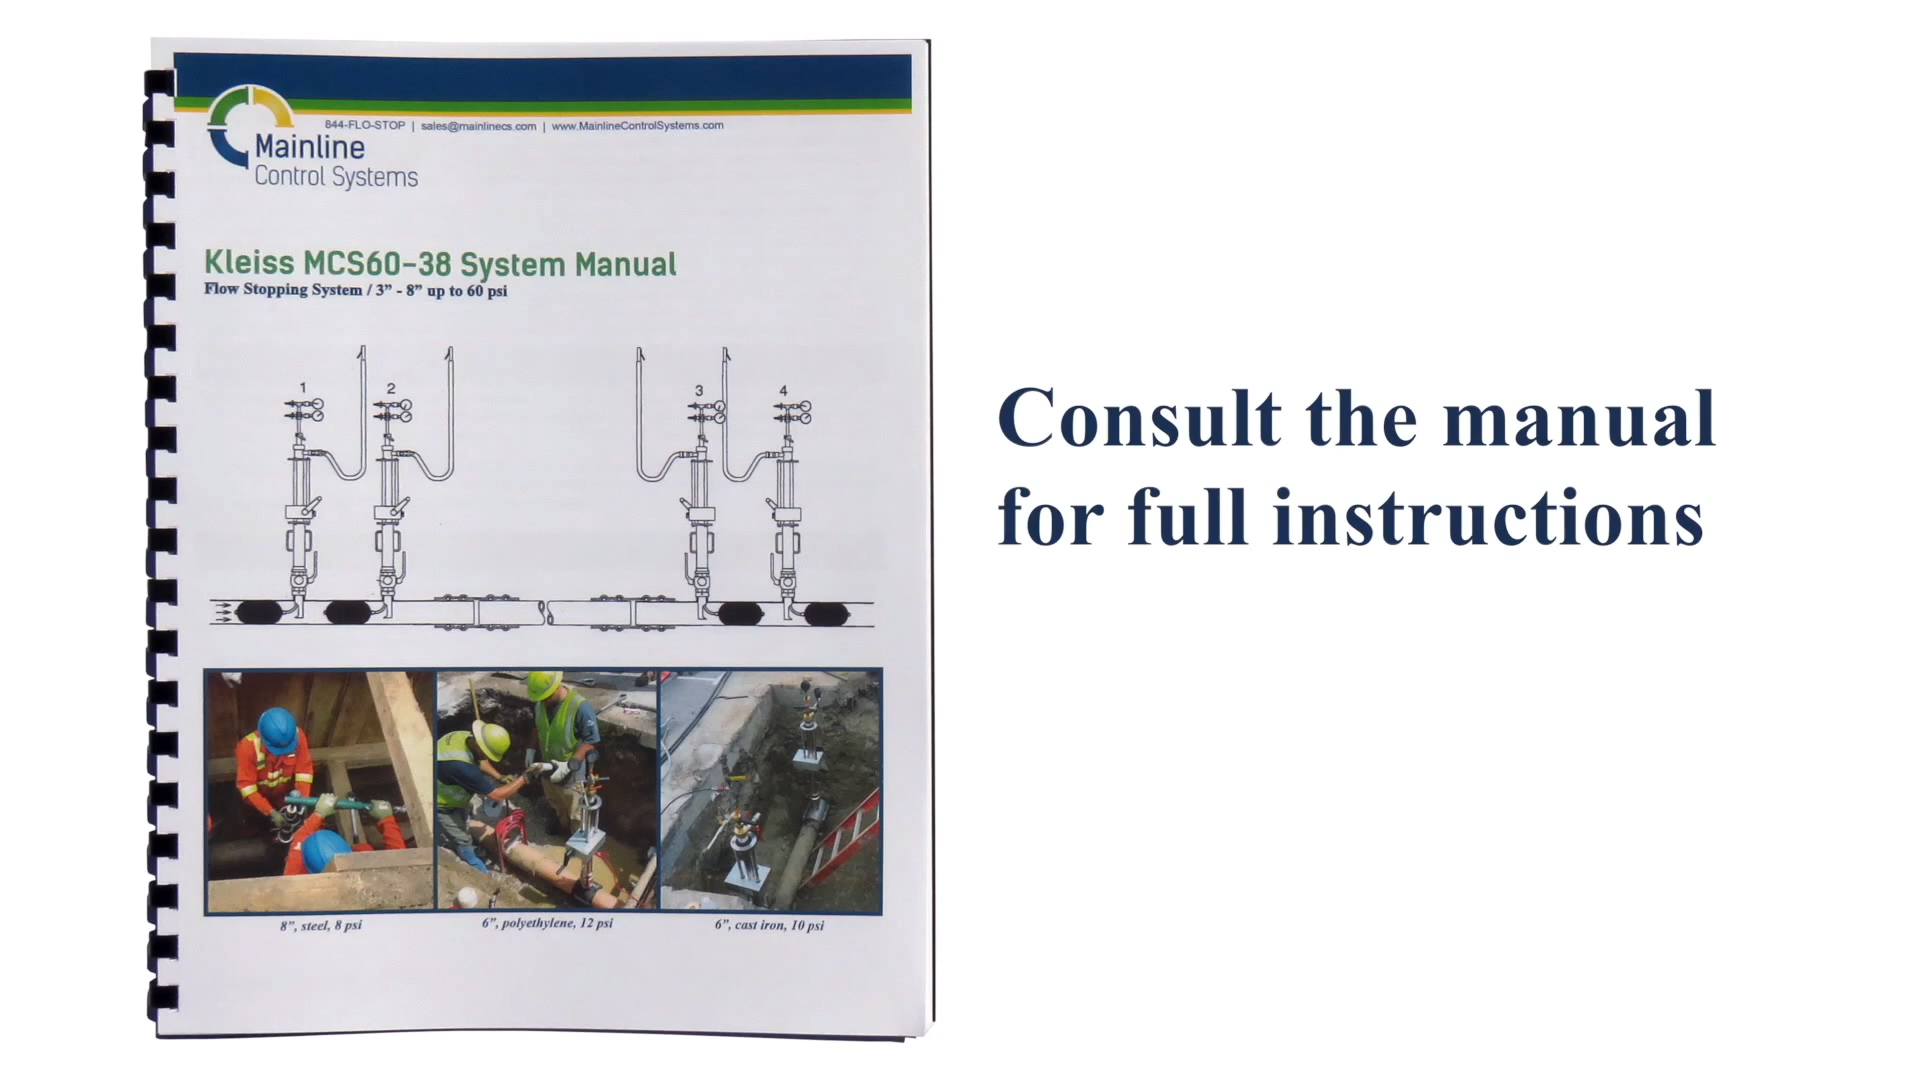 844-FLO-STOP | sales@mainlinecs.com | www.MainlineControlSystems.com
Mainline
Control Systems
Kleiss MCS60-38 System Manual
Flow Stopping System / 3” - 8” up to 60 psi
1
2
3
4
8”, steel, 8 psi
6”, polyethylene, 12 psi
6”, cast iron, 10 psi
Consult the manual
for full instructions